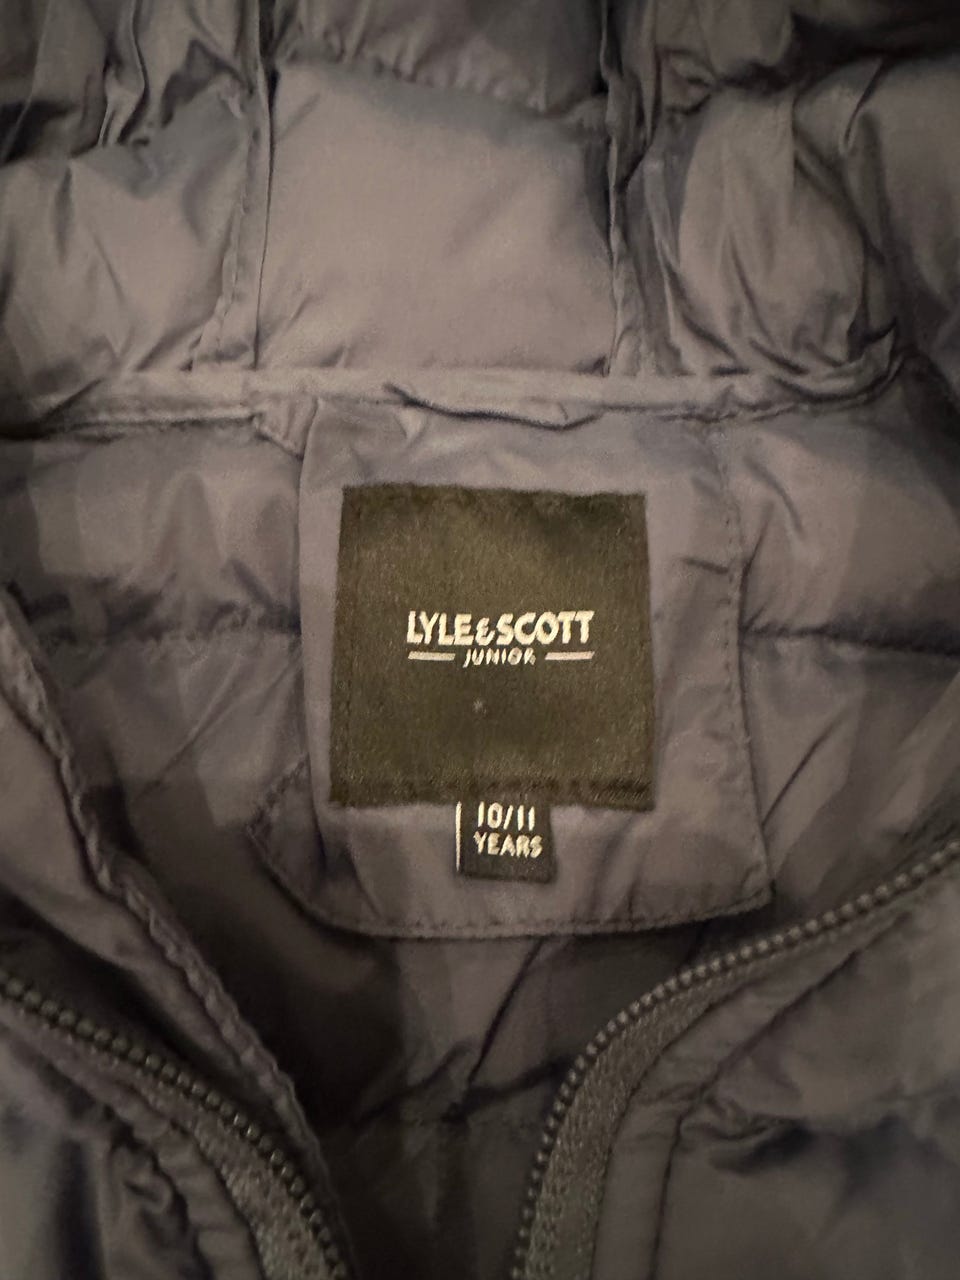 LYLE & SCOTT
JUNIOR
10/11
YEARS